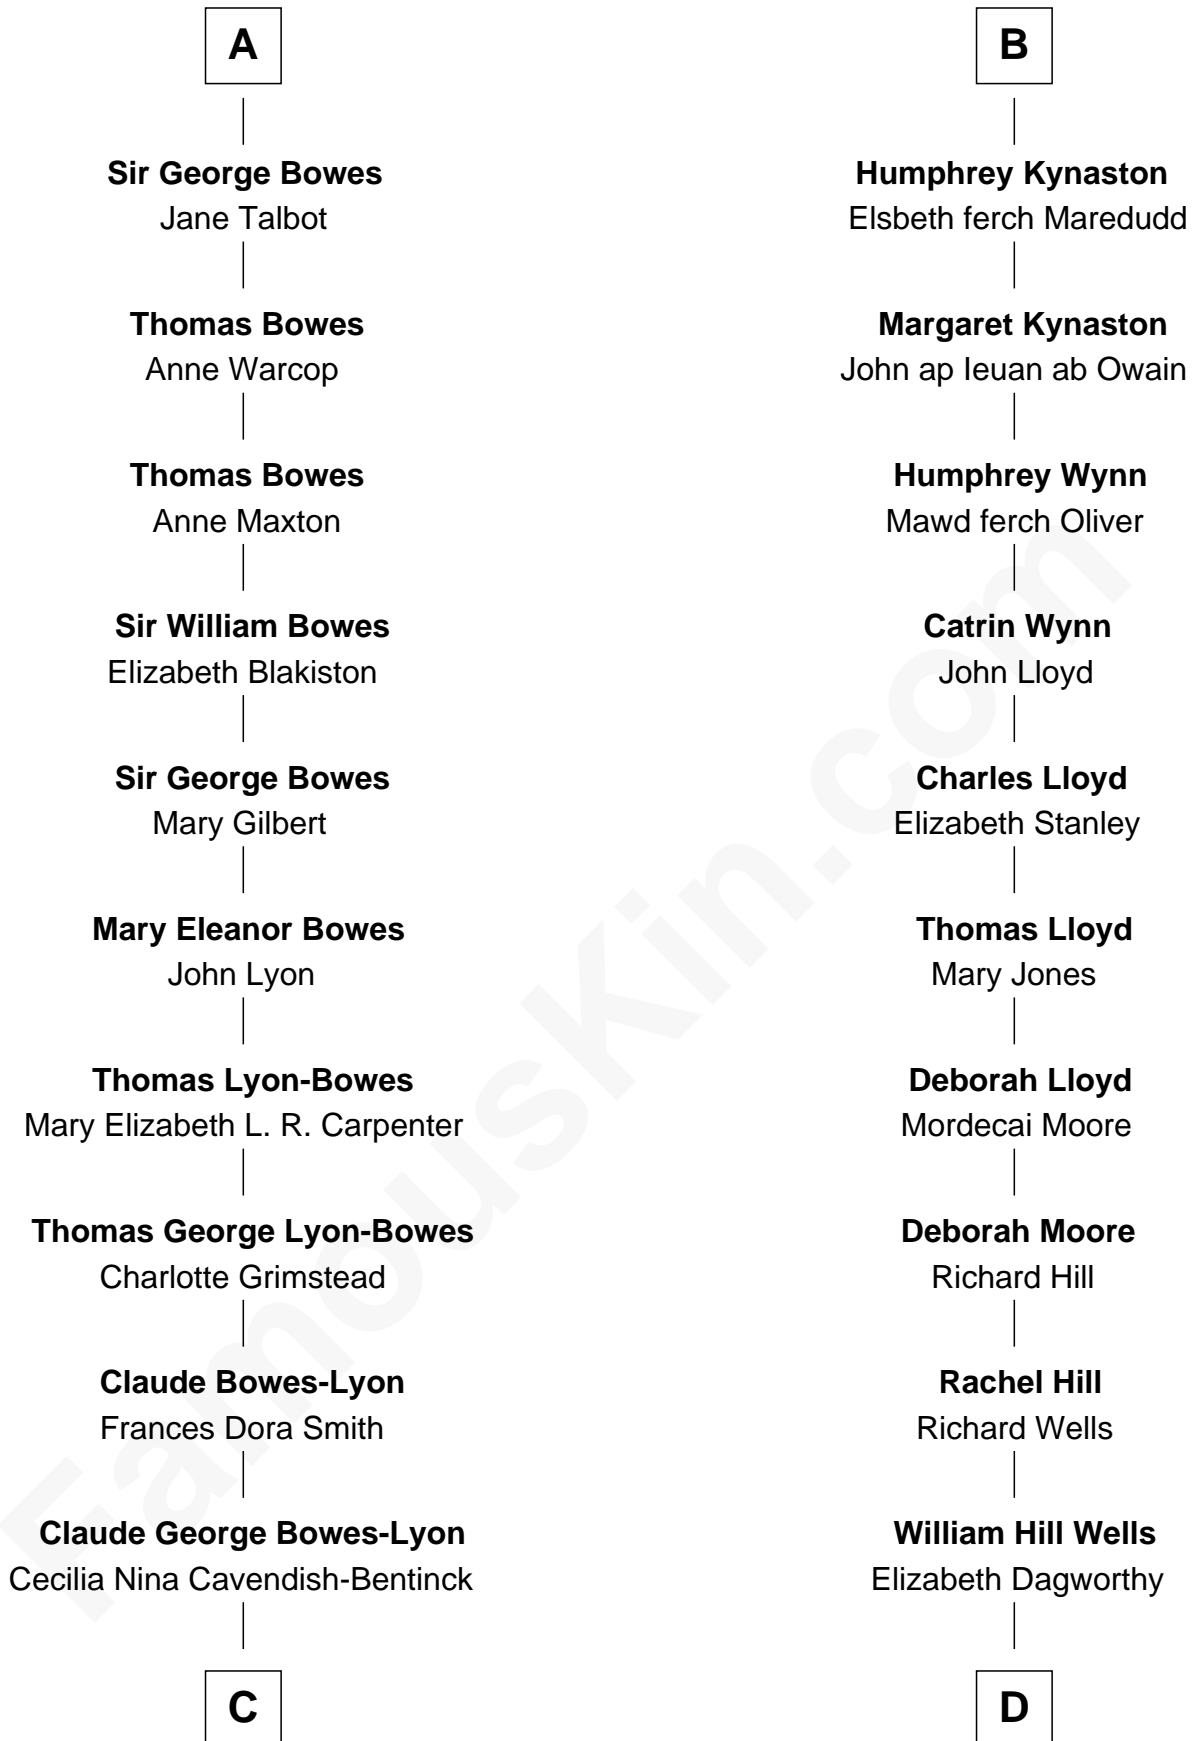 A
Sir George Bowes
Jane Talbot
Thomas Bowes
Anne Warcop
Thomas Bowes
Anne Maxton
Sir William Bowes
Elizabeth Blakiston
Sir George Bowes
Mary Gilbert
Mary Eleanor Bowes
John Lyon
Thomas Lyon-Bowes
Mary Elizabeth L. R. Carpenter
Thomas George Lyon-Bowes
Charlotte Grimstead
Claude Bowes-Lyon
Frances Dora Smith
Claude George Bowes-Lyon
Cecilia Nina Cavendish-Bentinck
C
B
Humphrey Kynaston
Elsbeth ferch Maredudd
Margaret Kynaston
John ap Ieuan ab Owain
Humphrey Wynn
Mawd ferch Oliver
Catrin Wynn
John Lloyd
Charles Lloyd
Elizabeth Stanley
Thomas Lloyd
Mary Jones
Deborah Lloyd
Mordecai Moore
Deborah Moore
Richard Hill
Rachel Hill
Richard Wells
William Hill Wells
Elizabeth Dagworthy
D
FamousKin.com